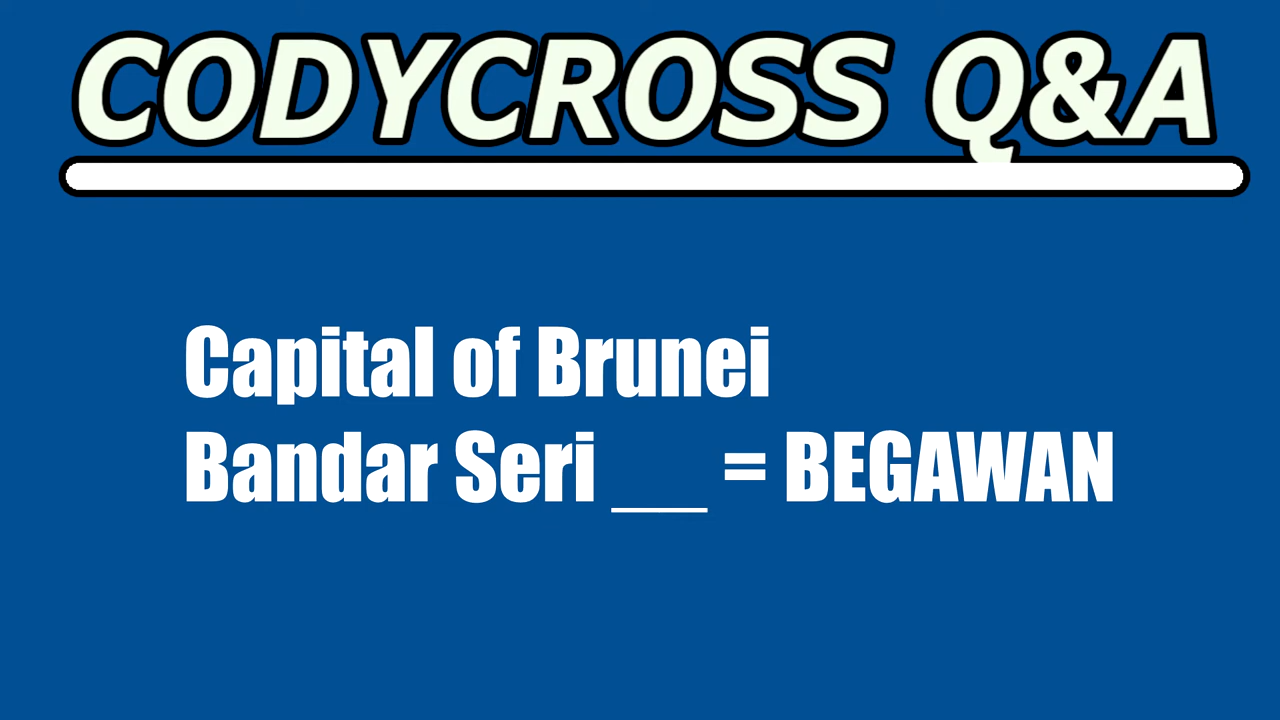 CODYCROSS Q&A
Capital of Brunei
Bandar Seri ___ = BEGAWAN